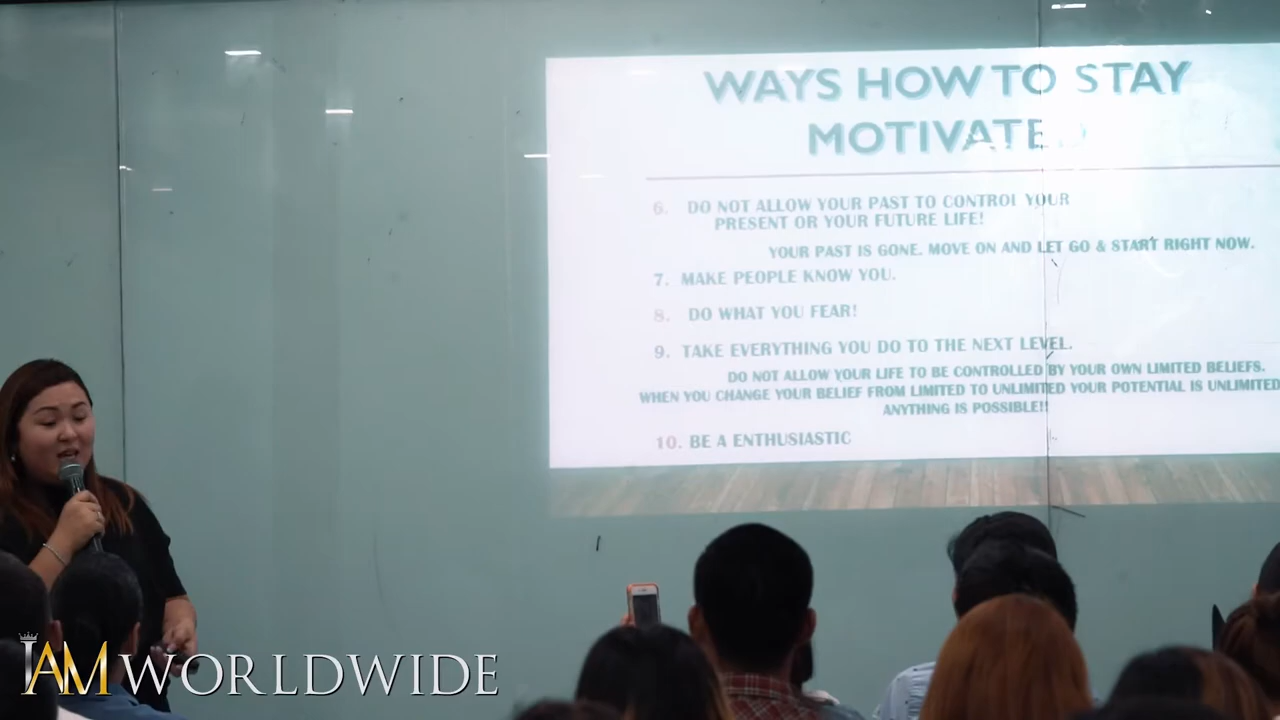 WAYS HOW TO STAY
MOTIVATED
6. DO NOT ALLOW YOUR PAST TO CONTROL YOUR
PRESENT OR YOUR FUTURE LIFE!
YOUR PAST IS GONE. MOVE ON AND LET GO & START RIGHT NOW.
7. MAKE PEOPLE KNOW YOU.
8. DO WHAT YOU FEAR!
9. TAKE EVERYTHING YOU DO TO THE NEXT LEVEL.
DO NOT ALLOW YOUR LIFE TO BE CONTROLLED BY YOUR OWN LIMITED BELIEFS.
WHEN YOU CHANGE YOUR BELIEF FROM LIMITED TO UNLIMITED YOUR POTENTIAL IS UNLIMITED
ANYTHING IS POSSIBLE!!
10. BE A ENTHUSIASTIC
IAM WORLDWIDE